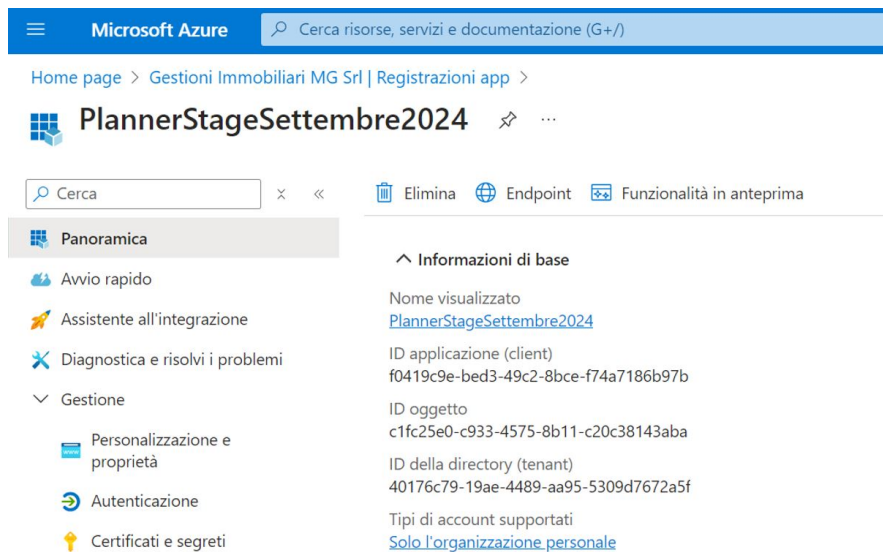 Microsoft Azure
Cerca risorse, servizi e documentazione (G+/)
Home page > Gestioni Immobiliari MG Srl | Registrazioni app >
PlannerStageSettembre2024
Cerca
Elimina
Endpoint
Funzionalità in anteprima
Panoramica
Avvio rapido
Assistente all'integrazione
Diagnostica e risolvi i problemi
Gestione
Personalizzazione e
proprietà
Autenticazione
Certificati e segreti
Informazioni di base
Nome visualizzato
PlannerStageSettembre2024
ID applicazione (client)
f0419c9e-bed3-49c2-8bce-f74a7186b97b
ID oggetto
c1fc25e0-c933-4575-8b11-c20c38143aba
ID della directory (tenant)
40176c79-19ae-4489-aa95-5309d7672a5f
Tipi di account supportati
Solo l'organizzazione personale